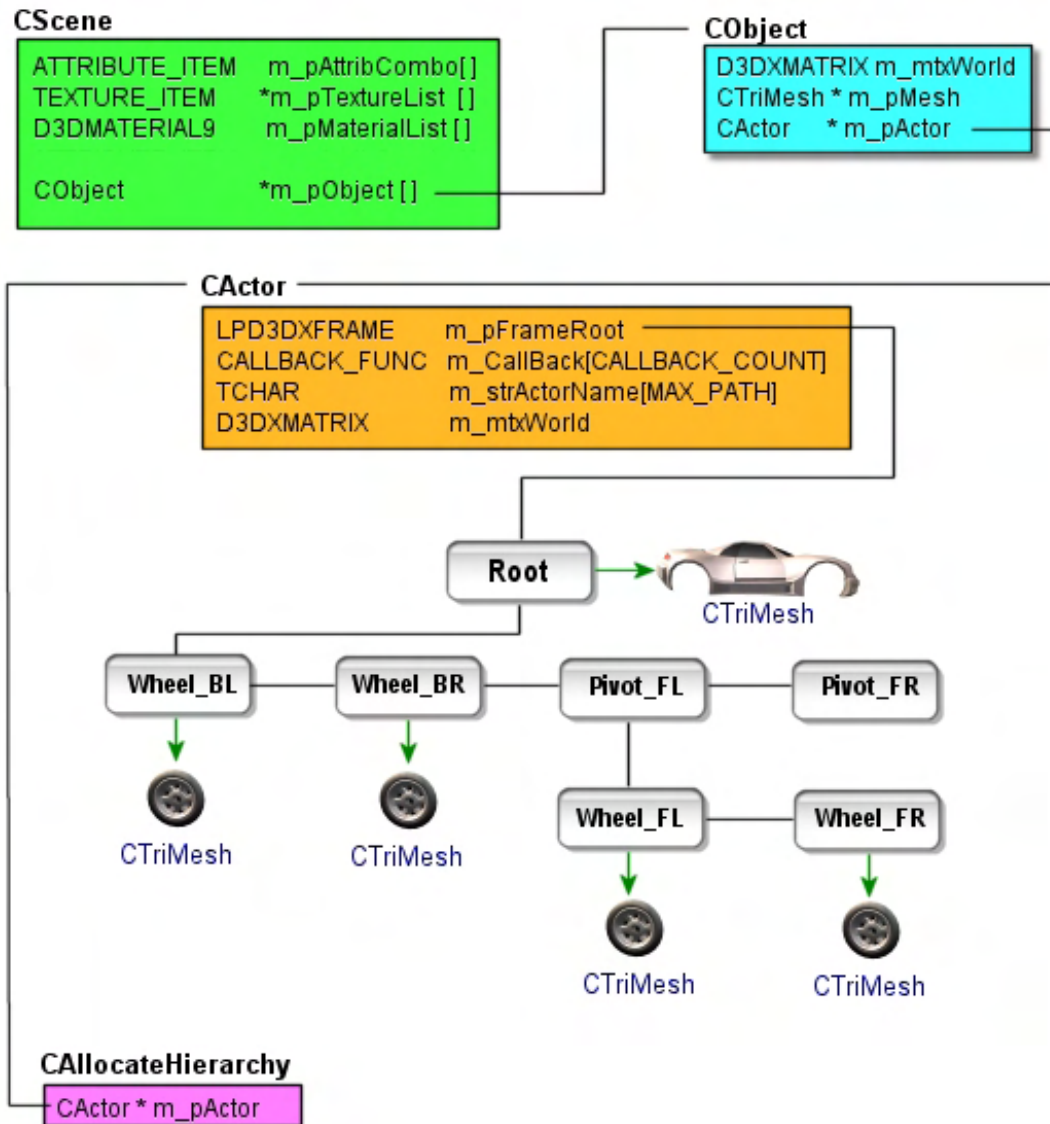 CScene
ATTRIBUTE_ITEM m_pAttribCombo[]
TEXTURE_ITEM *m_pTextureList []
D3DMATERIAL9 m_pMaterialList[]
CObject *m_pObject[]
CObject
D3DXMATRIX m_mtxWorld
CTriMesh * m_pMesh
CActor * m_pActor
CActor
LPD3DXFRAME m_pFrameRoot
CALLBACK_FUNC m_CallBack[CALLBACK_COUNT]
TCHAR m_strActorName[MAX_PATH]
D3DXMATRIX m_mtxWorld
Root
CTriMesh
Wheel_BL
Wheel_BR
Pivot_FL
Pivot_FR
CTriMesh
CTriMesh
Wheel_FL
Wheel_FR
CTriMesh
CTriMesh
CAllocateHierarchy
CActor * m_pActor